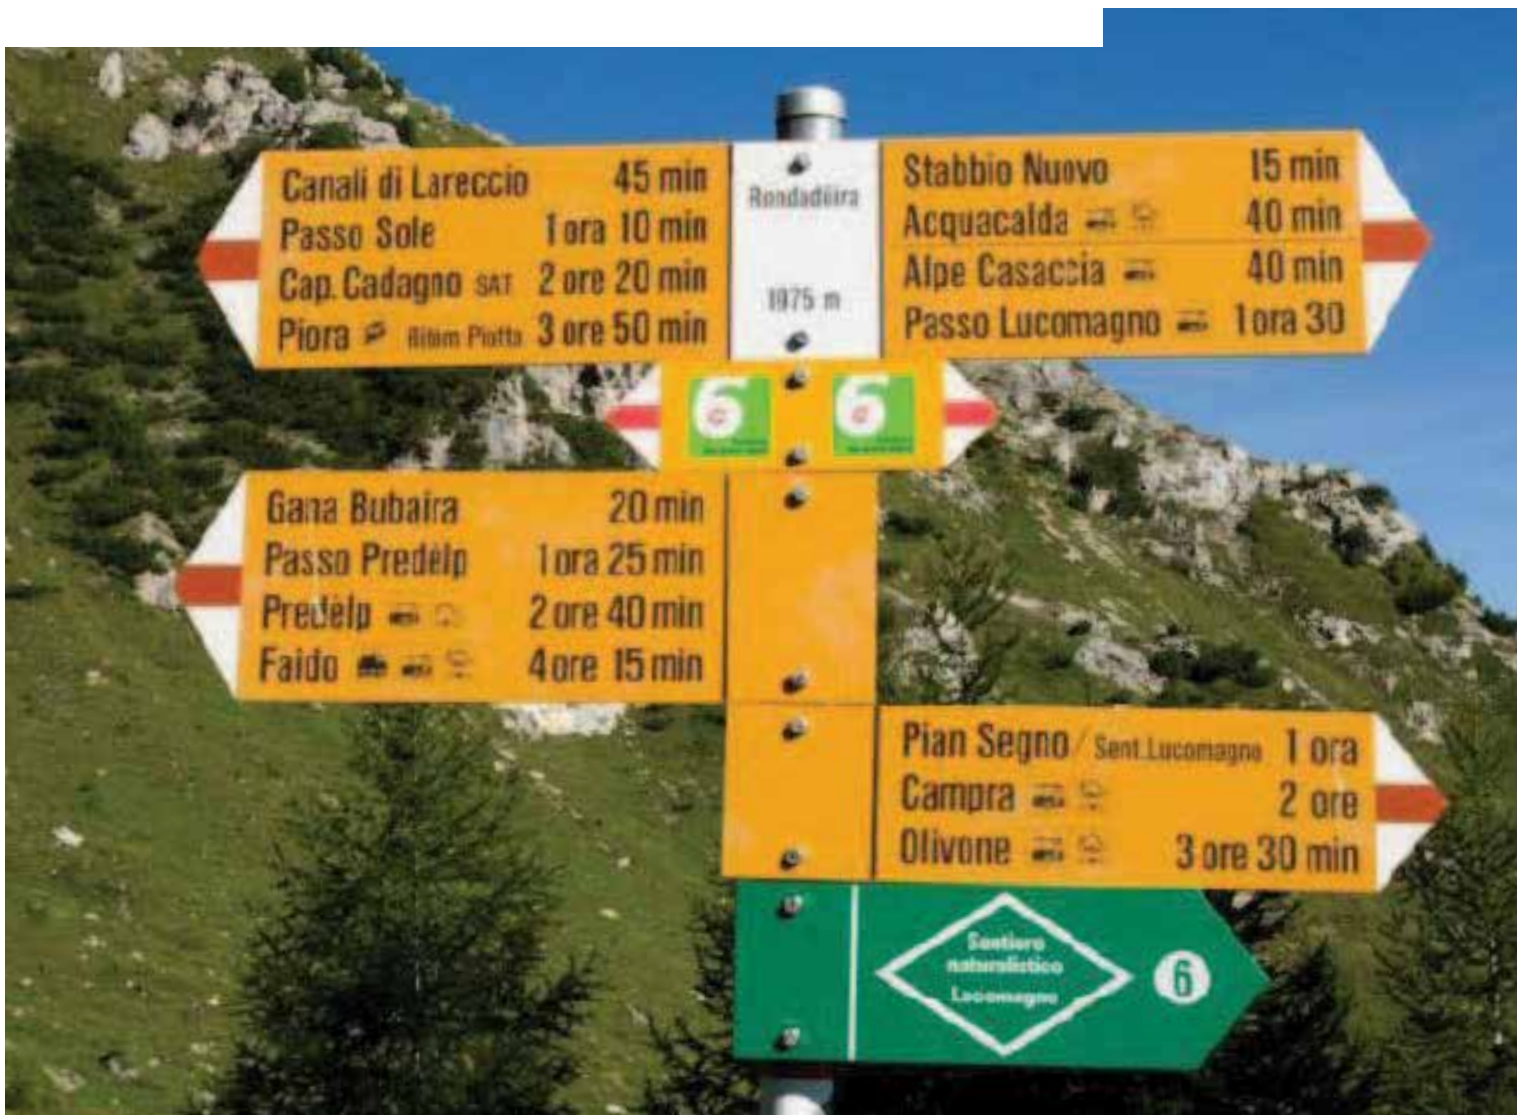 Canali di Lareccio 45 min
Passo Sole 1 ora 10 min
Cap. Cadagno SAT 2 ore 20 min
Piora Ritom Piotta 3 ore 50 min
Rondadüira
1975 m
Stabbio Nuovo 15 min
Acquacalda 40 min
Alpe Casaccia 40 min
Passo Lucomagno 1 ora 30
6
6
Gana Bubaira 20 min
Passo Predèlp 1 ora 25 min
Predèlp 2 ore 40 min
Faido 4 ore 15 min
Pian Segno / Sent.Lucomagno 1 ora
Campra 2 ore
Olivone 3 ore 30 min
Sentiero
naturalistico
Lucomagno
6